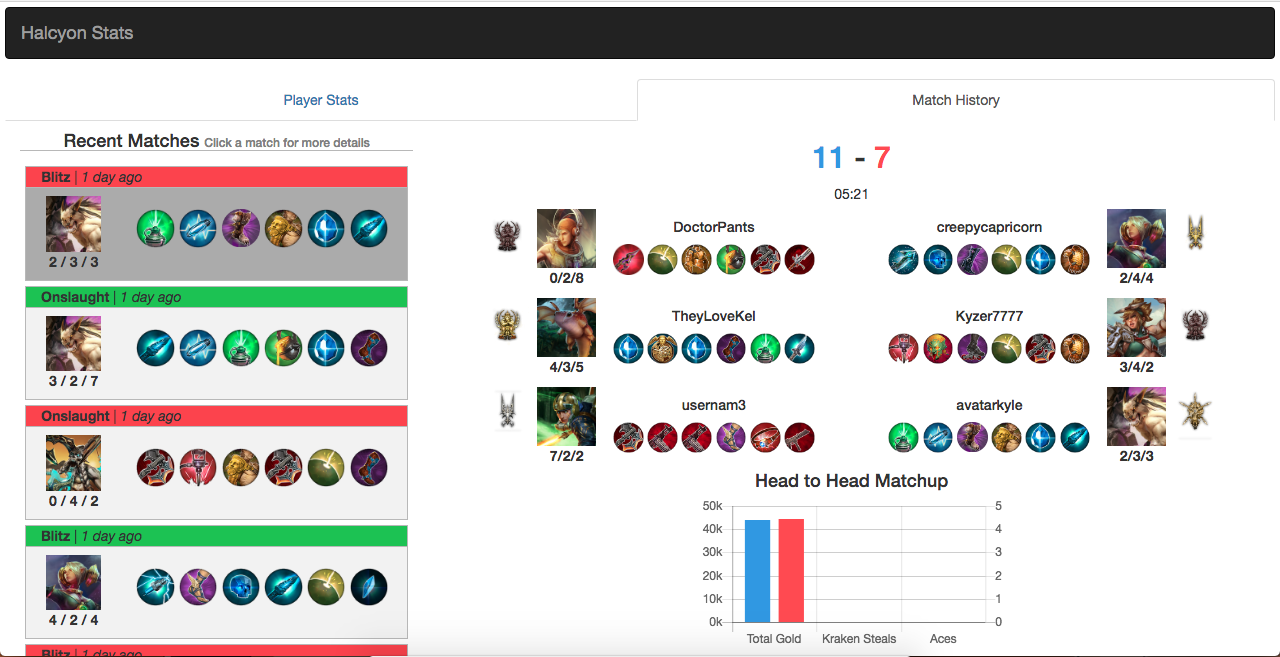 Halcyon Stats
Player Stats
Match History
Recent Matches Click a match for more details
Blitz | 1 day ago
2 / 3 / 3
Onslaught | 1 day ago
3 / 2 / 7
Onslaught | 1 day ago
0 / 4 / 2
Blitz | 1 day ago
4 / 2 / 4
Blitz | 1 day ago
11 - 7
05:21
DoctorPants
0/2/8
creepycapricorn
2/4/4
TheyLoveKel
4/3/5
Kyzer7777
3/4/2
usernam3
7/2/2
avatarkyle
2/3/3
Head to Head Matchup
50k 5
40k 4
30k 3
20k 2
10k 1
0k 0
Total Gold Kraken Steals Aces